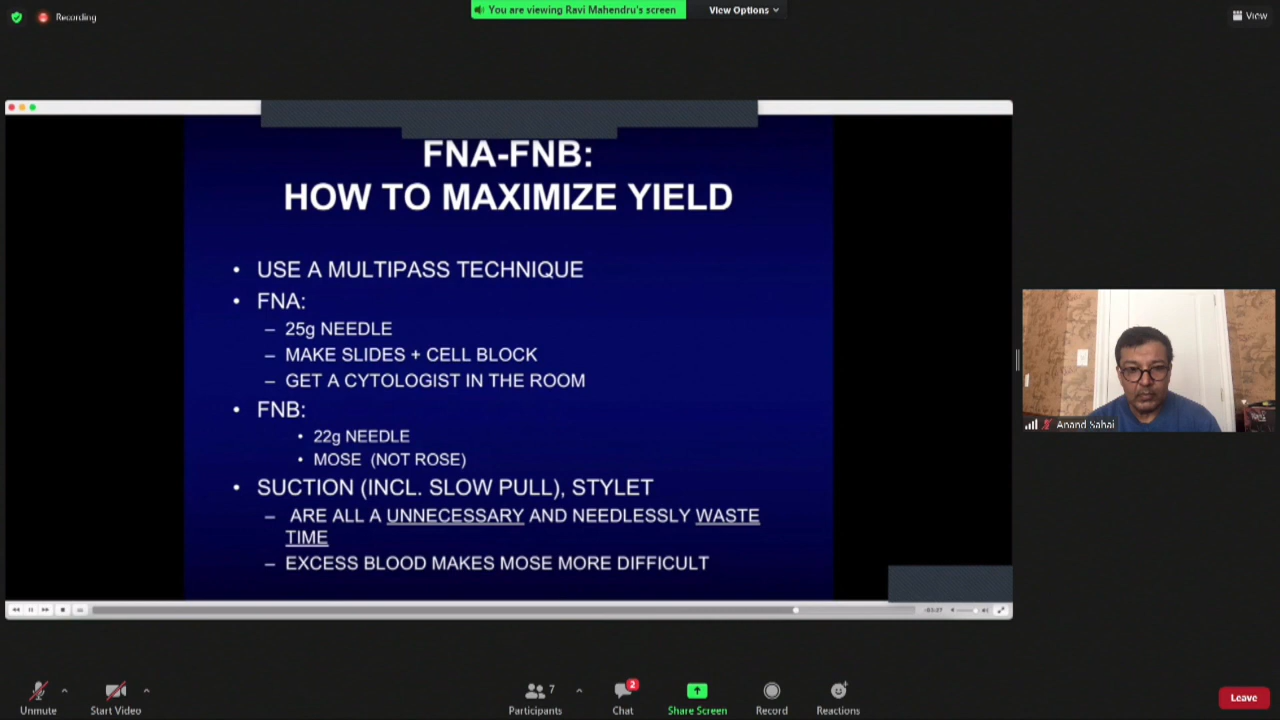 Recording
You are viewing Ravi Mahendru's screen
View Options
View
FNA-FNB:
HOW TO MAXIMIZE YIELD
• USE A MULTIPASS TECHNIQUE
• FNA:
– 25g NEEDLE
– MAKE SLIDES + CELL BLOCK
– GET A CYTOLOGIST IN THE ROOM
• FNB:
• 22g NEEDLE
• MOSE (NOT ROSE)
• SUCTION (INCL. SLOW PULL), STYLET
– ARE ALL A UNNECESSARY AND NEEDLESSLY WASTE
TIME
– EXCESS BLOOD MAKES MOSE MORE DIFFICULT
Anand Sahai
-03:27
Unmute
Start Video
7
Participants
2
Chat
Share Screen
Record
Reactions
Leave